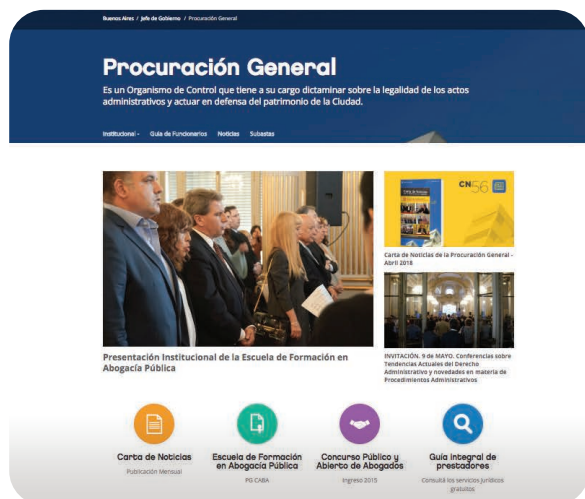 Buenos Aires / Jefe de Gobierno / Procuración General
Procuración General
Es un Organismo de Control que tiene a su cargo dictaminar sobre la legalidad de los actos
administrativos y actuar en defensa del patrimonio de la Ciudad.
Institucional Guía de Funcionarios Noticias Subastas
CN56
Carta de Noticias
Carta de Noticias de la Procuración General -
Abril 2018
Presentación Institucional de la Escuela de Formación en
Abogacía Pública
INVITACIÓN. 9 de MAYO. Conferencias sobre
Tendencias Actuales del Derecho
Administrativo y novedades en materia de
Procedimientos Administrativos
Carta de Noticias
Publicación Mensual
Escuela de Formación
en Abogacía Pública
PG CABA
Concurso Público y
Abierto de Abogados
Ingreso 2015
Guía integral de
prestadores
Consultá los servicios jurídicos
gratuitos